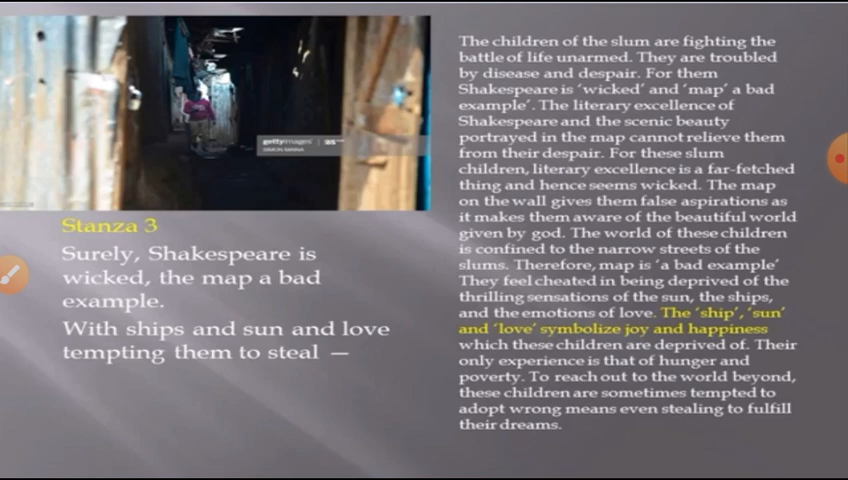 gettyimages
SIMON MAINA
Stanza 3
Surely, Shakespeare is
wicked, the map a bad
example.
With ships and sun and love
tempting them to steal —
The children of the slum are fighting the
battle of life unarmed. They are troubled
by disease and despair. For them
Shakespeare is 'wicked' and 'map' a bad
example'. The literary excellence of
Shakespeare and the scenic beauty
portrayed in the map cannot relieve them
from their despair. For these slum
children, literary excellence is a far-fetched
thing and hence seems wicked. The map
on the wall gives them false aspirations as
it makes them aware of the beautiful world
given by god. The world of these children
is confined to the narrow streets of the
slums. Therefore, map is 'a bad example'
They feel cheated in being deprived of the
thrilling sensations of the sun, the ships,
and the emotions of love. The 'ship', 'sun'
and 'love' symbolize joy and happiness
which these children are deprived of. Their
only experience is that of hunger and
poverty. To reach out to the world beyond,
these children are sometimes tempted to
adopt wrong means even stealing to fulfill
their dreams.